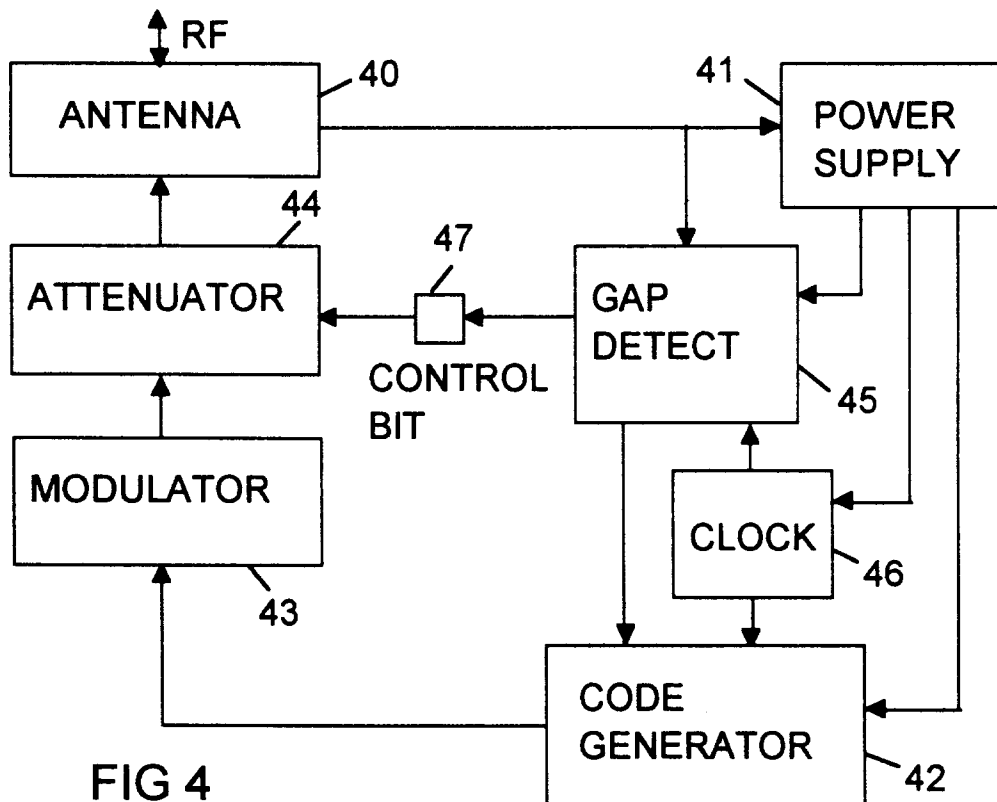 RF
40
ANTENNA
41
POWER
SUPPLY
44
ATTENUATOR
47
CONTROL
BIT
GAP
DETECT
45
MODULATOR
43
CLOCK
46
CODE
GENERATOR
42
FIG 4